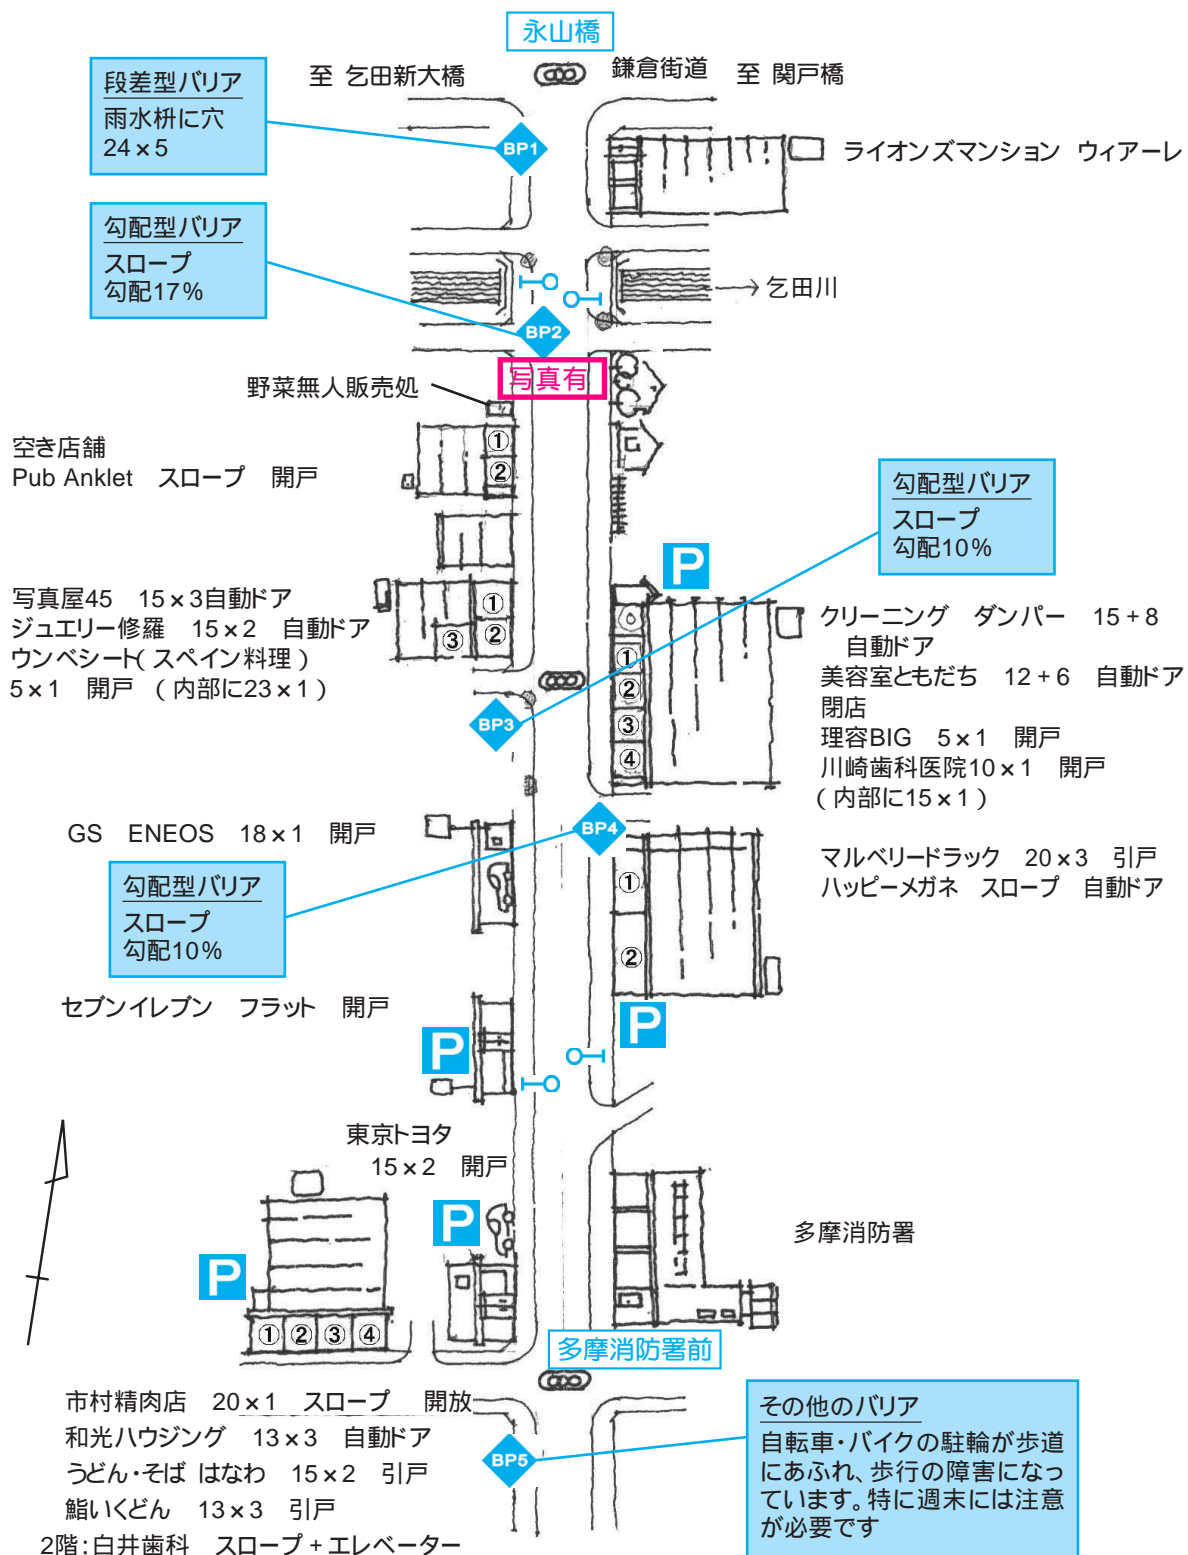 永山橋
段差型バリア
雨水枡に穴
24×5
至 乞田新大橋
鎌倉街道
至 関戸橋
BP1
ライオンズマンション ヴィアーレ
勾配型バリア
スロープ
勾配17%
乞田川
BP2
写真有
野菜無人販売処
空き店舗
Pub Anklet スロープ 開戸
①
②
勾配型バリア
スロープ
勾配10%
P
写真屋45 15×3自動ドア
ジュエリー修羅 15×2 自動ドア
ウンベシート(スペイン料理)
5×1 開戸 (内部に23×1)
①
②
③
クリーニング ダンパー 15+8
自動ドア
美容室ともだち 12+6 自動ドア
閉店
理容BIG 5×1 開戸
川崎歯科医院10×1 開戸
(内部に15×1)
①
②
③
④
BP3
BP4
GS ENEOS 18×1 開戸
勾配型バリア
スロープ
勾配10%
マルベリードラック 20×3 引戸
ハッピーメガネ スロープ 自動ドア
①
②
セブンイレブン フラット 開戸
P
P
東京トヨタ
15×2 開戸
P
P
多摩消防署
①
②
③
④
多摩消防署前
市村精肉店 20×1 スロープ 開放
和光ハウジング 13×3 自動ドア
うどん・そば はなわ 15×2 引戸
鮨いくどん 13×3 引戸
2階:白井歯科 スロープ+エレベーター
BP5
その他のバリア
自転車・バイクの駐輪が歩道
にあふれ、歩行の障害になっ
ています。特に週末には注意
が必要です